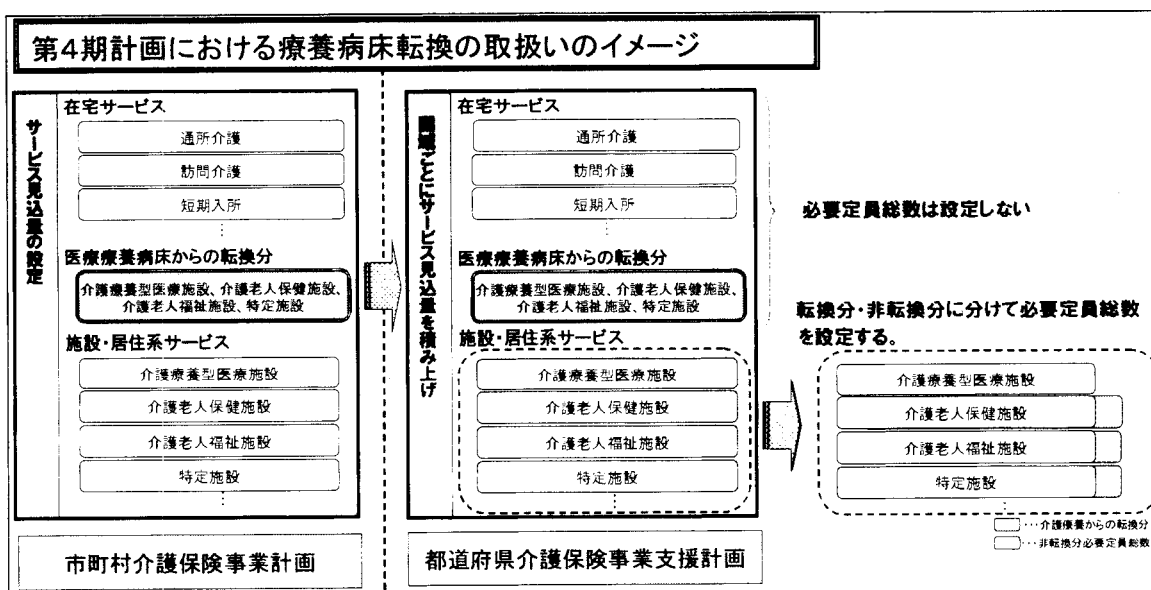 第4期計画における療養病床転換の取扱いのイメージ
サービス見込量の設定
在宅サービス
通所介護
訪問介護
短期入所
医療療養病床からの転換分
介護療養型医療施設、介護老人保健施設、
介護老人福祉施設、特定施設
施設・居住系サービス
介護療養型医療施設
介護老人保健施設
介護老人福祉施設
特定施設
市町村介護保険事業計画
圏域ごとにサービス見込量を積み上げ
在宅サービス
通所介護
訪問介護
短期入所
医療療養病床からの転換分
介護療養型医療施設、介護老人保健施設、
介護老人福祉施設、特定施設
施設・居住系サービス
介護療養型医療施設
介護老人保健施設
介護老人福祉施設
特定施設
都道府県介護保険事業支援計画
必要定員総数は設定しない
転換分・非転換分に分けて必要定員総数
を設定する。
介護療養型医療施設
介護老人保健施設
介護老人福祉施設
特定施設
…介護療養からの転換分
…非転換分必要定員総数